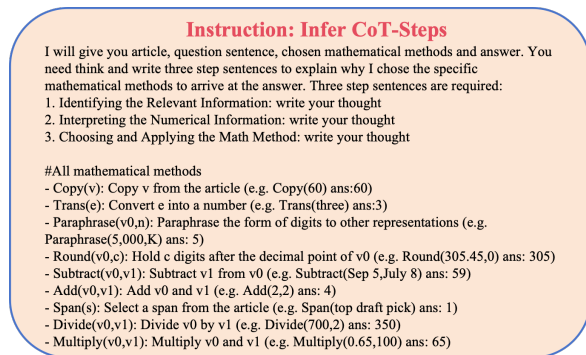 Instruction: Infer CoT-Steps
I will give you article, question sentence, chosen mathematical methods and answer. You
need think and write three step sentences to explain why I chose the specific
mathematical methods to arrive at the answer. Three step sentences are required:
1. Identifying the Relevant Information: write your thought
2. Interpreting the Numerical Information: write your thought
3. Choosing and Applying the Math Method: write your thought
#All mathematical methods
- Copy(v): Copy v from the article (e.g. Copy(60) ans:60)
- Trans(e): Convert e into a number (e.g. Trans(three) ans:3)
- Paraphrase(v0,n): Paraphrase the form of digits to other representations (e.g.
Paraphrase(5,000,K) ans: 5)
- Round(v0,c): Hold c digits after the decimal point of v0 (e.g. Round(305.45,0) ans: 305)
- Subtract(v0,v1): Subtract v1 from v0 (e.g. Subtract(Sep 5,July 8) ans: 59)
- Add(v0,v1): Add v0 and v1 (e.g. Add(2,2) ans: 4)
- Span(s): Select a span from the article (e.g. Span(top draft pick) ans: 1)
- Divide(v0,v1): Divide v0 by v1 (e.g. Divide(700,2) ans: 350)
- Multiply(v0,v1): Multiply v0 and v1 (e.g. Multiply(0.65,100) ans: 65)